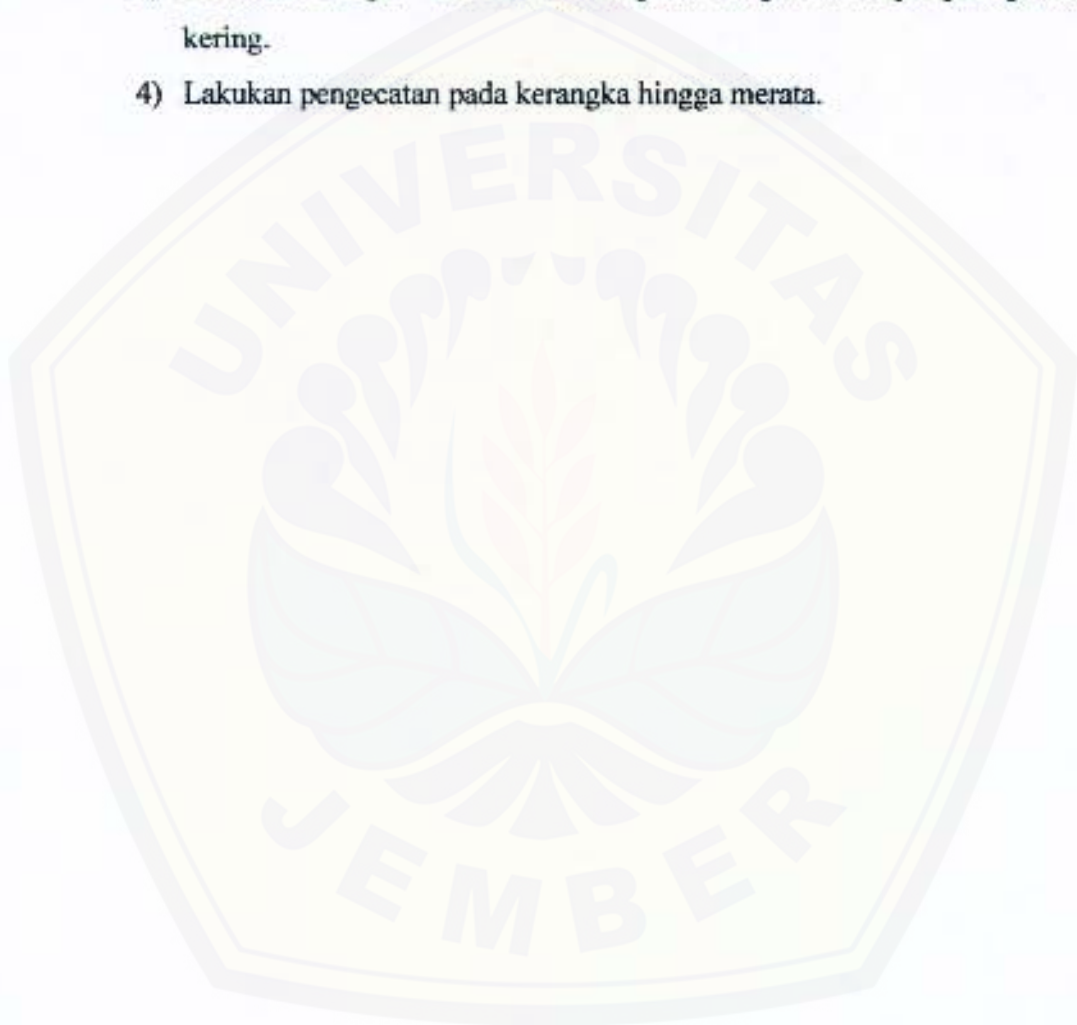 kering.
4) Lakukan pengecatan pada kerangka hingga merata.
UNIVERSITAS
JEMBER